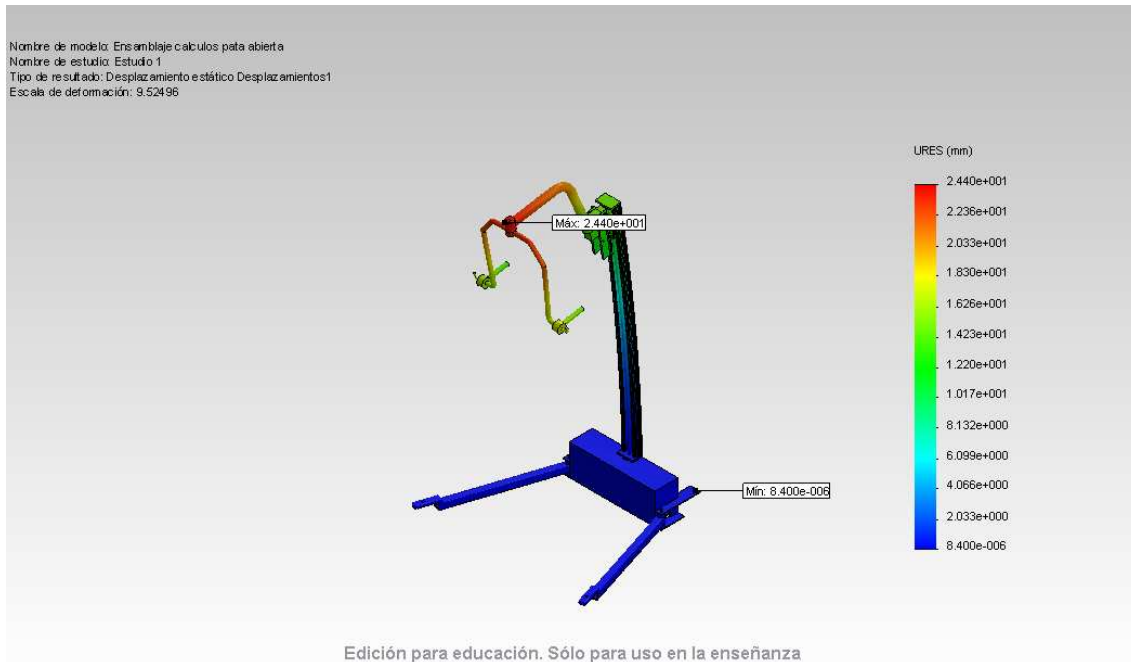 Nombre de modelo: Ensamblaje calculos pata abierta
Nombre de estudio: Estudio 1
Tipo de resultado: Desplazamiento estático Desplazamientos1
Escala de deformación: 9.52496
URES (mm)
2.440e+001
2.236e+001
2.033e+001
1.830e+001
1.626e+001
1.423e+001
1.220e+001
1.017e+001
8.132e+000
6.099e+000
4.066e+000
2.033e+000
8.400e-006
Máx: 2.440e+001
Mín: 8.400e-006
Edición para educación. Sólo para uso en la enseñanza